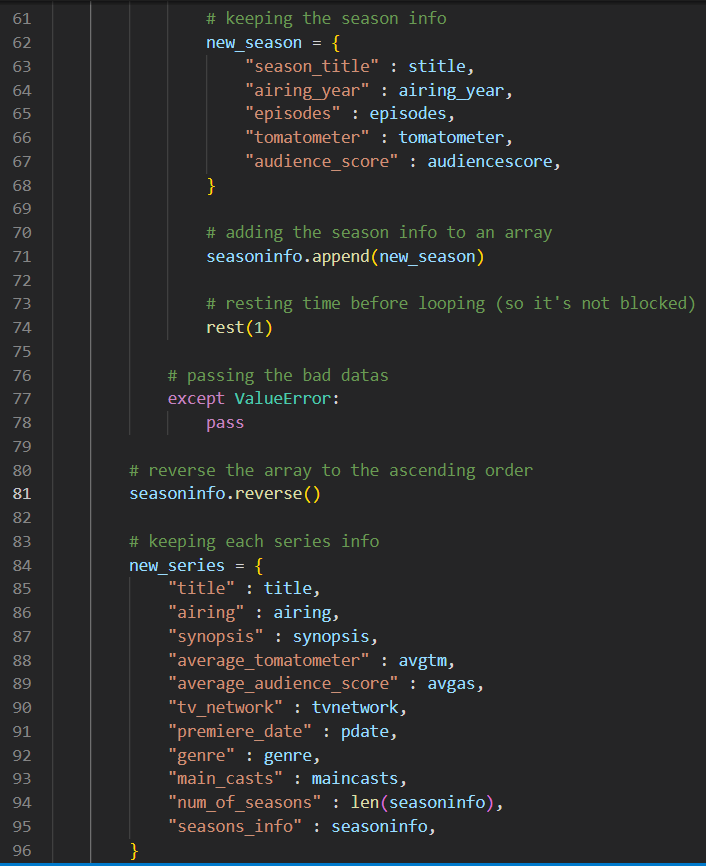 61 # keeping the season info
62 new_season = {
63 "season_title" : stitle,
64 "airing_year" : airing_year,
65 "episodes" : episodes,
66 "tomatometer" : tomatometer,
67 "audience_score" : audiencescore,
68 }
69
70 # adding the season info to an array
71 seasoninfo.append(new_season)
72
73 # resting time before looping (so it's not blocked)
74 rest(1)
75
76 # passing the bad datas
77 except ValueError:
78 pass
79
80 # reverse the array to the ascending order
81 seasoninfo.reverse()
82
83 # keeping each series info
84 new_series = {
85 "title" : title,
86 "airing" : airing,
87 "synopsis" : synopsis,
88 "average_tomatometer" : avgtm,
89 "average_audience_score" : avgas,
90 "tv_network" : tvnetwork,
91 "premiere_date" : pdate,
92 "genre" : genre,
93 "main_casts" : maincasts,
94 "num_of_seasons" : len(seasoninfo),
95 "seasons_info" : seasoninfo,
96 }